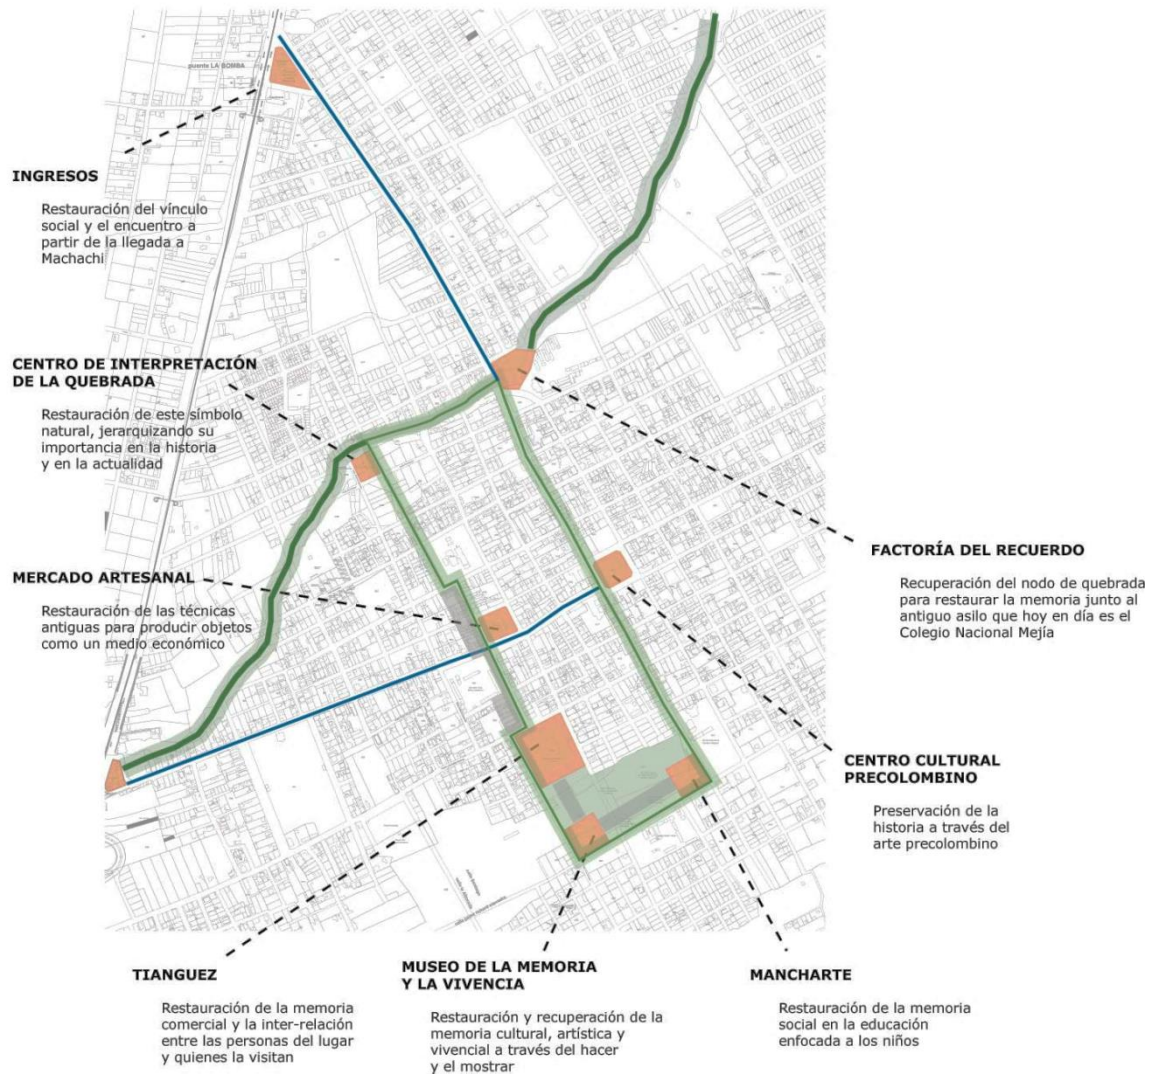 puente LA BOMBA
INGRESOS
Restauración del vínculo
social y el encuentro a
partir de la llegada a
Machachi
CENTRO DE INTERPRETACIÓN
DE LA QUEBRADA
Restauración de este símbolo
natural, jerarquizando su
importancia en la historia
y en la actualidad
MERCADO ARTESANAL
Restauración de las técnicas
antiguas para producir objetos
como un medio económico
FACTORÍA DEL RECUERDO
Recuperación del nodo de quebrada
para restaurar la memoria junto al
antiguo asilo que hoy en día es el
Colegio Nacional Mejía
CENTRO CULTURAL
PRECOLOMBINO
Preservación de la
historia a través del
arte precolombino
TIANGUEZ
Restauración de la memoria
comercial y la inter-relación
entre las personas del lugar
y quienes la visitan
MUSEO DE LA MEMORIA
Y LA VIVENCIA
Restauración y recuperación de la
memoria cultural, artística y
vivencial a través del hacer
y el mostrar
MANCHARTE
Restauración de la memoria
social en la educación
enfocada a los niños